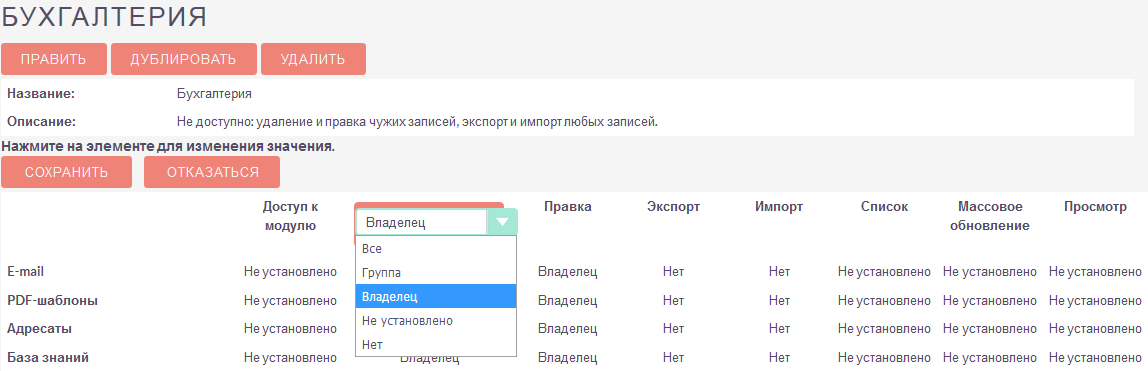 БУХГАЛТЕРИЯ
ПРАВИТЬ ДУБЛИРОВАТЬ УДАЛИТЬ
Название: Бухгалтерия
Описание: Не доступно: удаление и правка чужих записей, экспорт и импорт любых записей.
Нажмите на элементе для изменения значения.
СОХРАНИТЬ ОТКАЗАТЬСЯ
Доступ к модулю Владелец Правка Экспорт Импорт Список Массовое обновление Просмотр
Все
Группа
Владелец
Не установлено
Нет
E-mail Не установлено Владелец Нет Нет Не установлено Не установлено Не установлено
PDF-шаблоны Не установлено Владелец Нет Нет Не установлено Не установлено Не установлено
Адресаты Не установлено Владелец Нет Нет Не установлено Не установлено Не установлено
База знаний Не установлено Владелец Владелец Нет Нет Не установлено Не установлено Не установлено